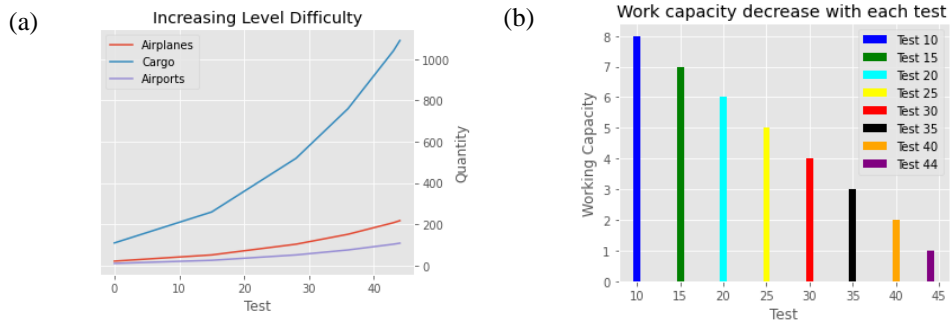 (a)
Increasing Level Difficulty
Airplanes
Cargo
Airports
1000
800
600
400
200
0
Quantity
0 10 20 30 40
Test
(b)
Work capacity decrease with each test
8
7
6
5
4
3
2
1
0
Working Capacity
Test 10
Test 15
Test 20
Test 25
Test 30
Test 35
Test 40
Test 44
10 15 20 25 30 35 40 45
Test